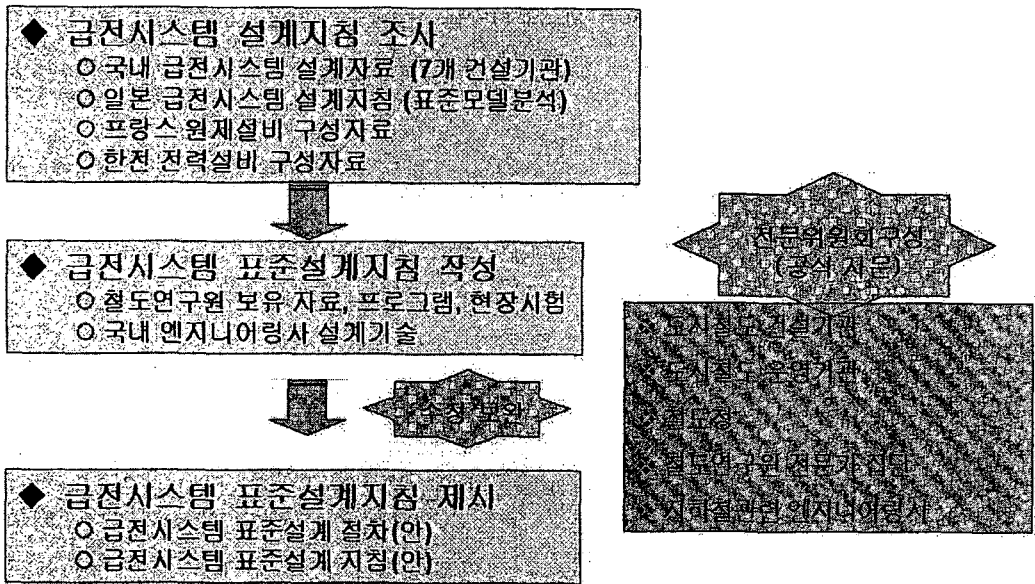 ◆ 급전시스템 설계지침 조사
○ 국내 급전시스템 설계자료 (7개 건설기관)
○ 일본 급전시스템 설계지침 (표준모델분석)
○ 프랑스 원제설비 구성자료
○ 한전 전력설비 구성자료
◆ 급전시스템 표준설계지침 작성
○ 철도연구원 보유 자료, 프로그램, 현장시험
○ 국내 엔지니어링사 설계기술
수정 보완
◆ 급전시스템 표준설계지침 제시
○ 급전시스템 표준설계 절차(안)
○ 급전시스템 표준설계 지침(안)
전문위원회구성
(공식 자문)
❖ 도시철도 건설기관
❖ 도시철도 운영기관
❖ 철도청
❖ 철도연구원 전문가 집단
❖ 지하철관련 엔지니어링사